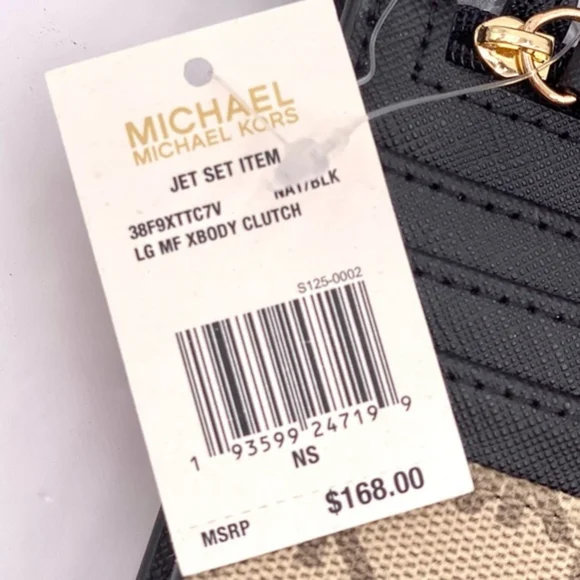 MICHAEL
MICHAEL KORS
JET SET ITEM
NAT/BLK
38F9XTTC7V
LG MF XBODY CLUTCH
S125-0002
1 93599 24719 9
NS
MSRP $168.00